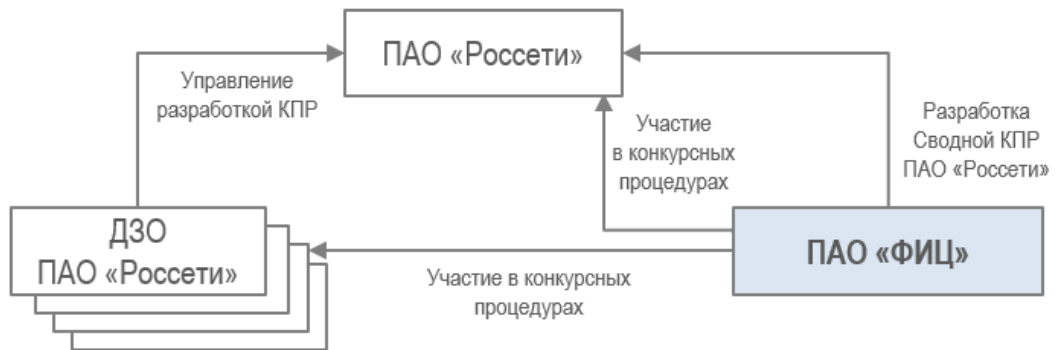 ПАО «Россети»
Управление
разработкой КПР
Участие
в конкурсных
процедурах
Разработка
Сводной КПР
ПАО «Россети»
ДЗО
ПАО «Россети»
ПАО «ФИЦ»
Участие в конкурсных
процедурах